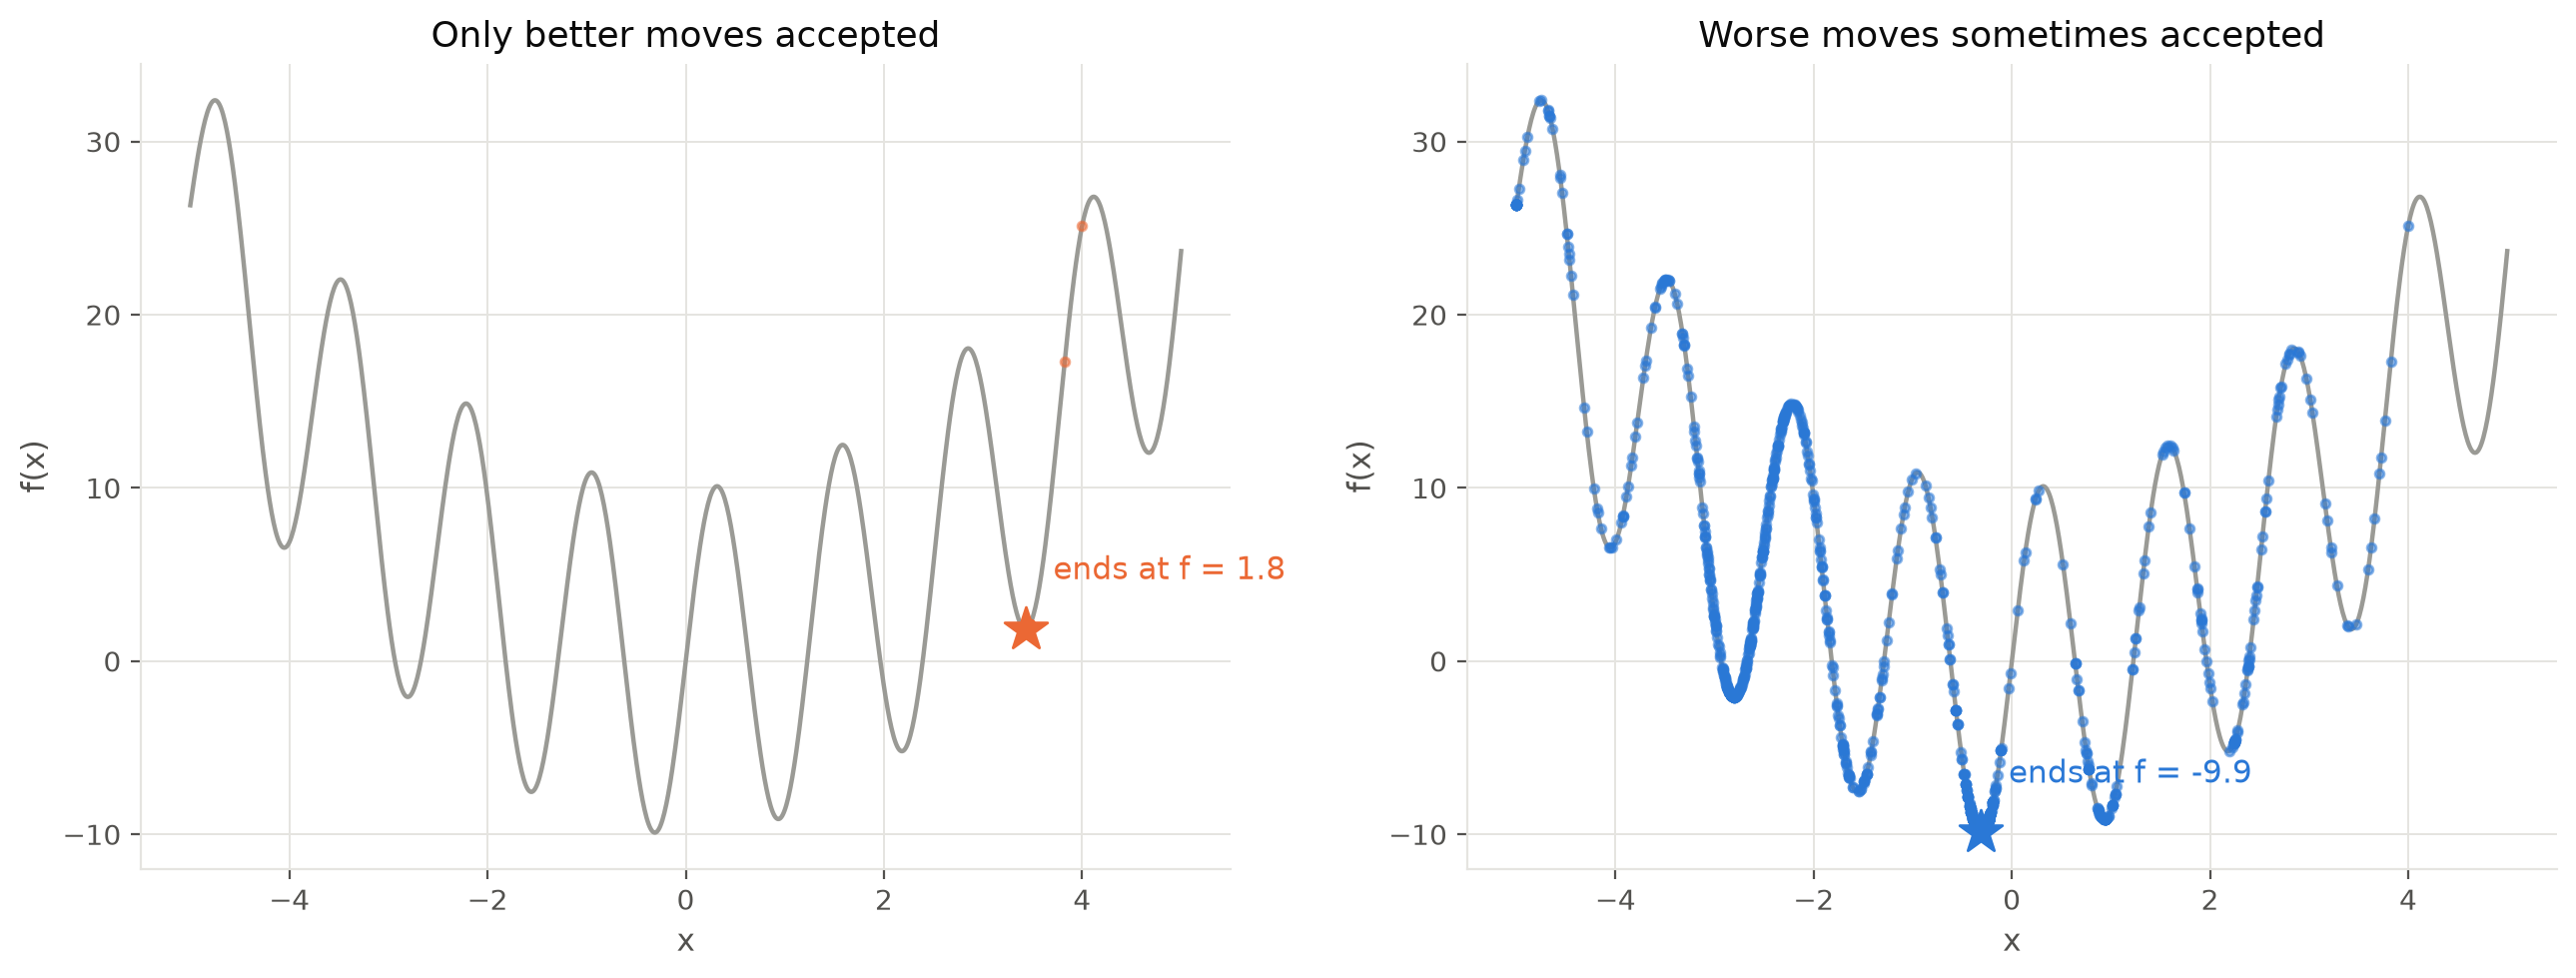 Only better moves accepted
30
20
10
0
−10
f(x)
ends at f = 1.8
−4
−2
0
2
4
x
Worse moves sometimes accepted
30
20
10
0
−10
f(x)
ends at f = -9.9
−4
−2
0
2
4
x